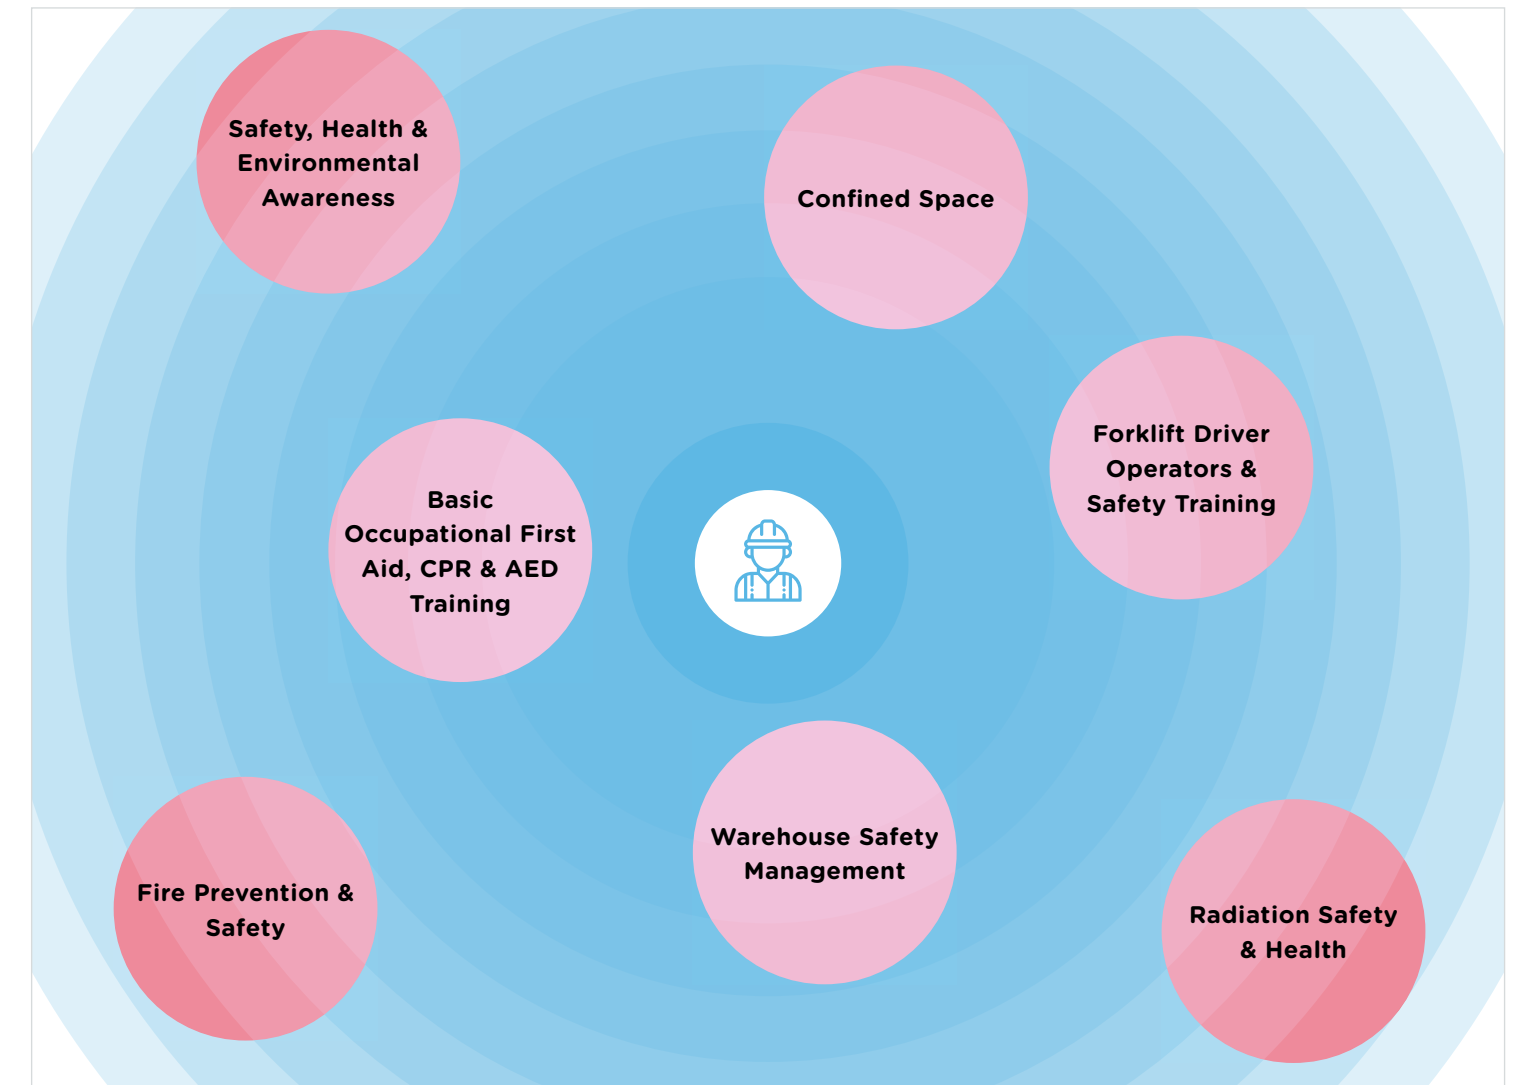 Safety, Health &
Environmental
Awareness
Confined Space
Forklift Driver
Operators &
Safety Training
Basic
Occupational First
Aid, CPR & AED
Training
Warehouse Safety
Management
Fire Prevention &
Safety
Radiation Safety
& Health